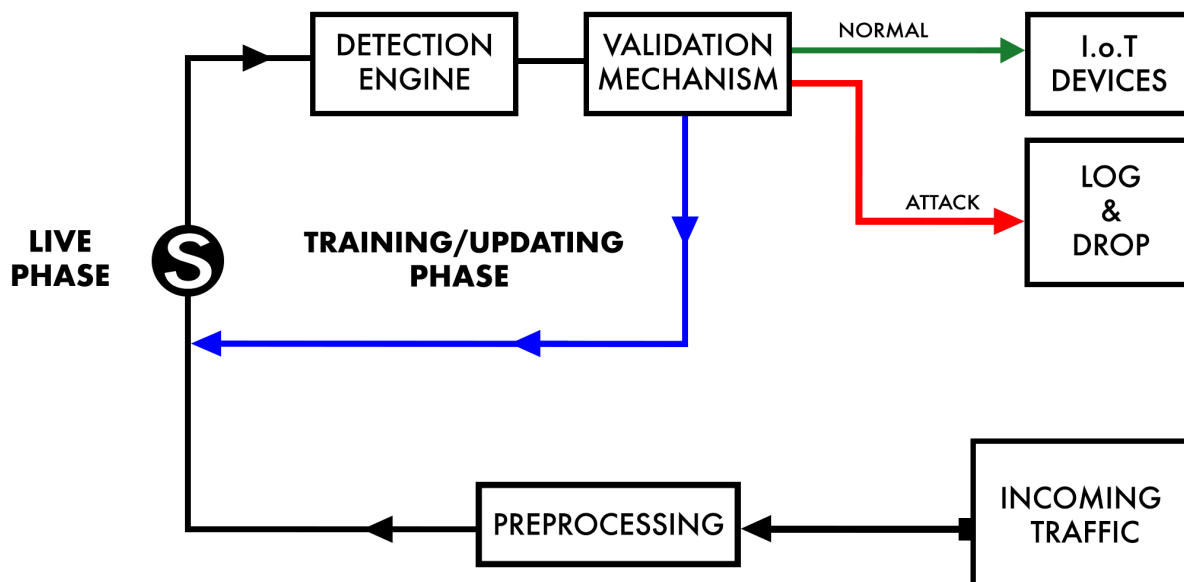 DETECTION
ENGINE
VALIDATION
MECHANISM
NORMAL
I.o.T
DEVICES
ATTACK
LOG
&
DROP
LIVE
PHASE
S
TRAINING/UPDATING
PHASE
PREPROCESSING
INCOMING
TRAFFIC